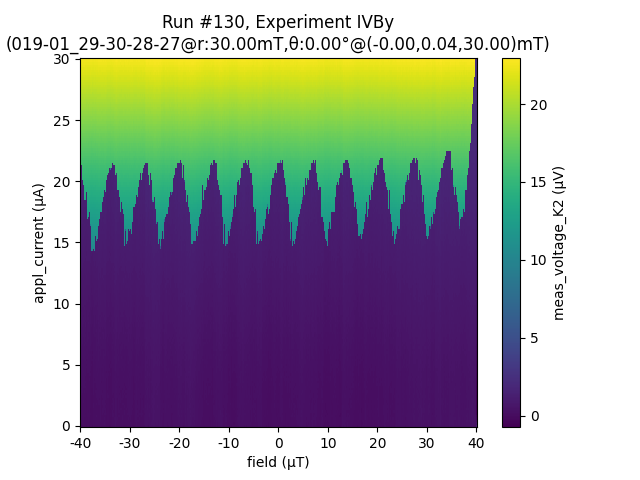 Run #130, Experiment IVBy
(019-01_29-30-28-27@r:30.00mT,θ:0.00°@(-0.00,0.04,30.00)mT)
30
25
20
15
10
5
0
appl_current (μA)
-40 -30 -20 -10 0 10 20 30 40
field (μT)
20
15
10
5
0
meas_voltage_K2 (μV)